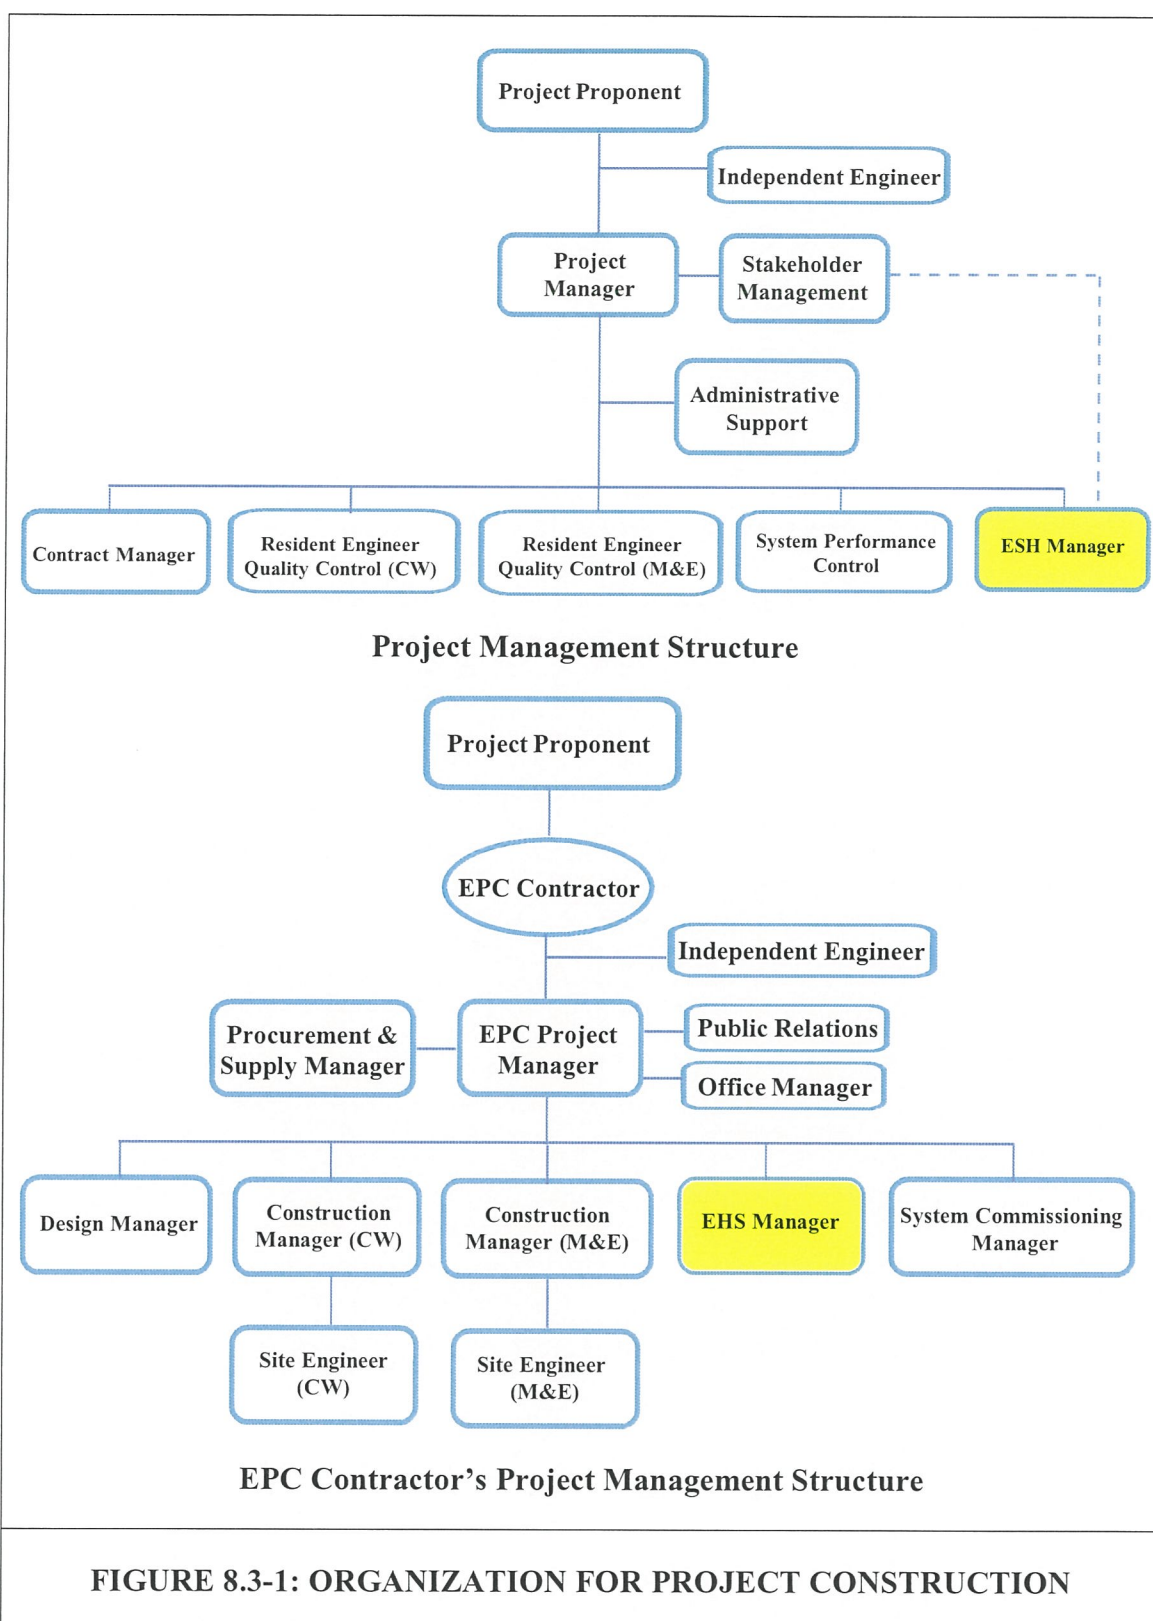 Project Proponent
Independent Engineer
Project
Manager
Stakeholder
Management
Administrative
Support
Contract Manager
Resident Engineer
Quality Control (CW)
Resident Engineer
Quality Control (M&E)
System Performance
Control
ESH Manager
Project Management Structure
Project Proponent
EPC Contractor
Independent Engineer
Procurement &
Supply Manager
EPC Project
Manager
Public Relations
Office Manager
Design Manager
Construction
Manager (CW)
Construction
Manager (M&E)
EHS Manager
System Commissioning
Manager
Site Engineer
(CW)
Site Engineer
(M&E)
EPC Contractor’s Project Management Structure
FIGURE 8.3-1: ORGANIZATION FOR PROJECT CONSTRUCTION